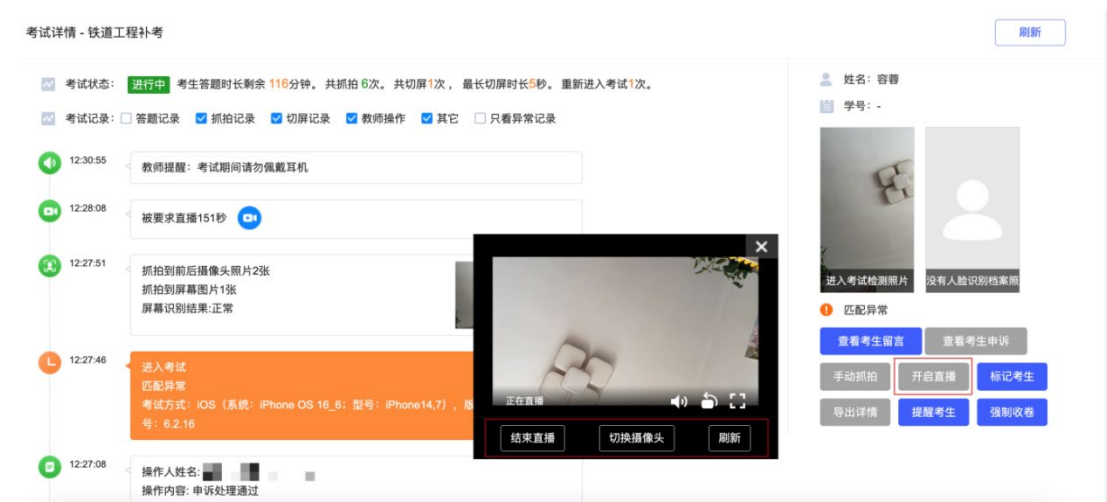 考试详情 - 铁道工程补考
刷新
考试状态： 进行中 考生答题时长剩余 116分钟。 共抓拍 6次。 共切屏1次， 最长切屏时长5秒。 重新进入考试1次。
考试记录： 答题记录 抓拍记录 切屏记录 教师操作 其它 只看异常记录
12:30:55
教师提醒：考试期间请勿佩戴耳机
12:28:08
被要求直播151秒
12:27:51
抓拍到前后摄像头照片2张
抓拍到屏幕图片1张
屏幕识别结果:正常
12:27:46
进入考试
匹配异常
考试方式：iOS（系统：iPhone OS 16_6；型号：iPhone14,7），版
号：6.2.16
12:27:08
操作人姓名:
操作内容: 申诉处理通过
正在直播
结束直播 切换摄像头 刷新
姓名：容蓉
学号：-
进入考试检测照片
没有人脸识别档案照
匹配异常
查看考生留言 查看考生申诉
手动抓拍 开启直播 标记考生
导出详情 提醒考生 强制收卷